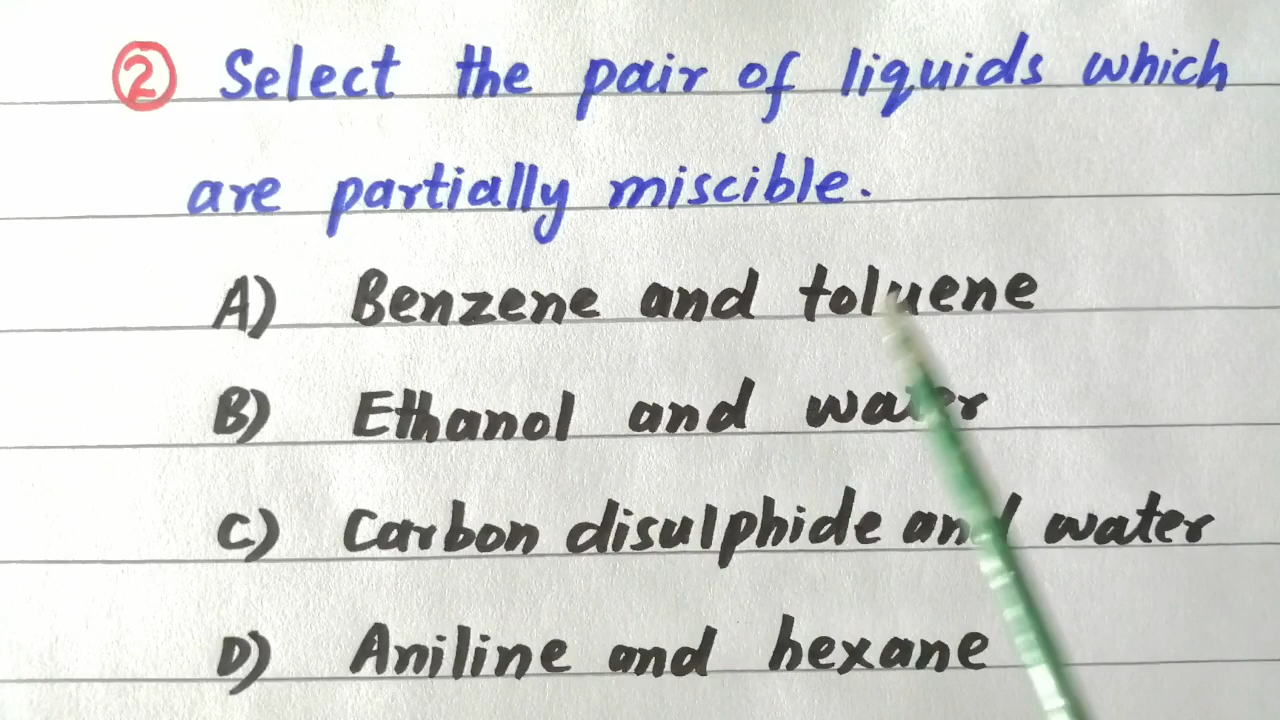 2 Select the pair of liquids which
are partially miscible.
A) Benzene and toluene
B) Ethanol and water
C) Carbon disulphide and water
D) Aniline and hexane